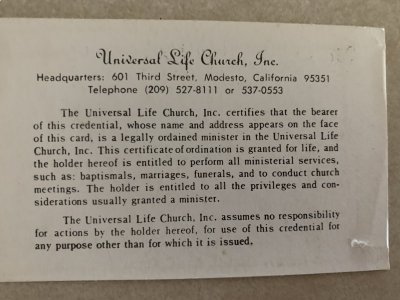 Universal Life Church, Inc.
Headquarters: 601 Third Street, Modesto, California 95351
Telephone (209) 527-8111 or 537-0553
The Universal Life Church, Inc. certifies that the bearer
of this credential, whose name and address appears on the face
of this card, is a legally ordained minister in the Universal Life
Church, Inc. This certificate of ordination is granted for life, and
the holder hereof is entitled to perform all ministerial services,
such as: baptismals, marriages, funerals, and to conduct church
meetings. The holder is entitled to all the privileges and con-
siderations usually granted a minister.
The Universal Life Church, Inc. assumes no responsibility
for actions by the holder hereof, for use of this credential for
any purpose other than for which it is issued.